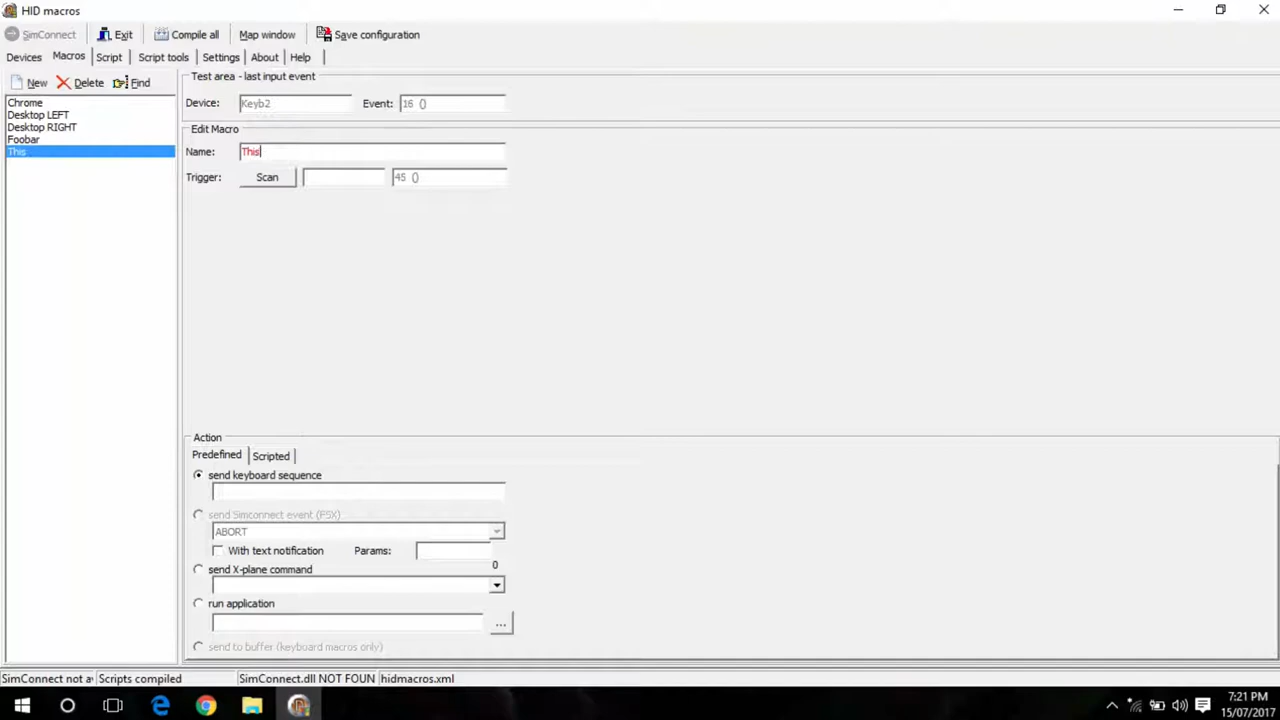 HID macros
SimConnect Exit Compile all Map window Save configuration
Devices Macros Script Script tools Settings About Help
New Delete Find
Test area - last input event
Chrome
Desktop LEFT
Desktop RIGHT
Foobar
This
Device: Keyb2 Event: 16 ()
Edit Macro
Name: This
Trigger: Scan 45 ()
Action
Predefined Scripted
send keyboard sequence
send Simconnect event (FSX)
ABORT
With text notification Params:
0
send X-plane command
run application
...
send to buffer (keyboard macros only)
SimConnect not av Scripts compiled SimConnect.dll NOT FOUN hidmacros.xml
7:21 PM
15/07/2017